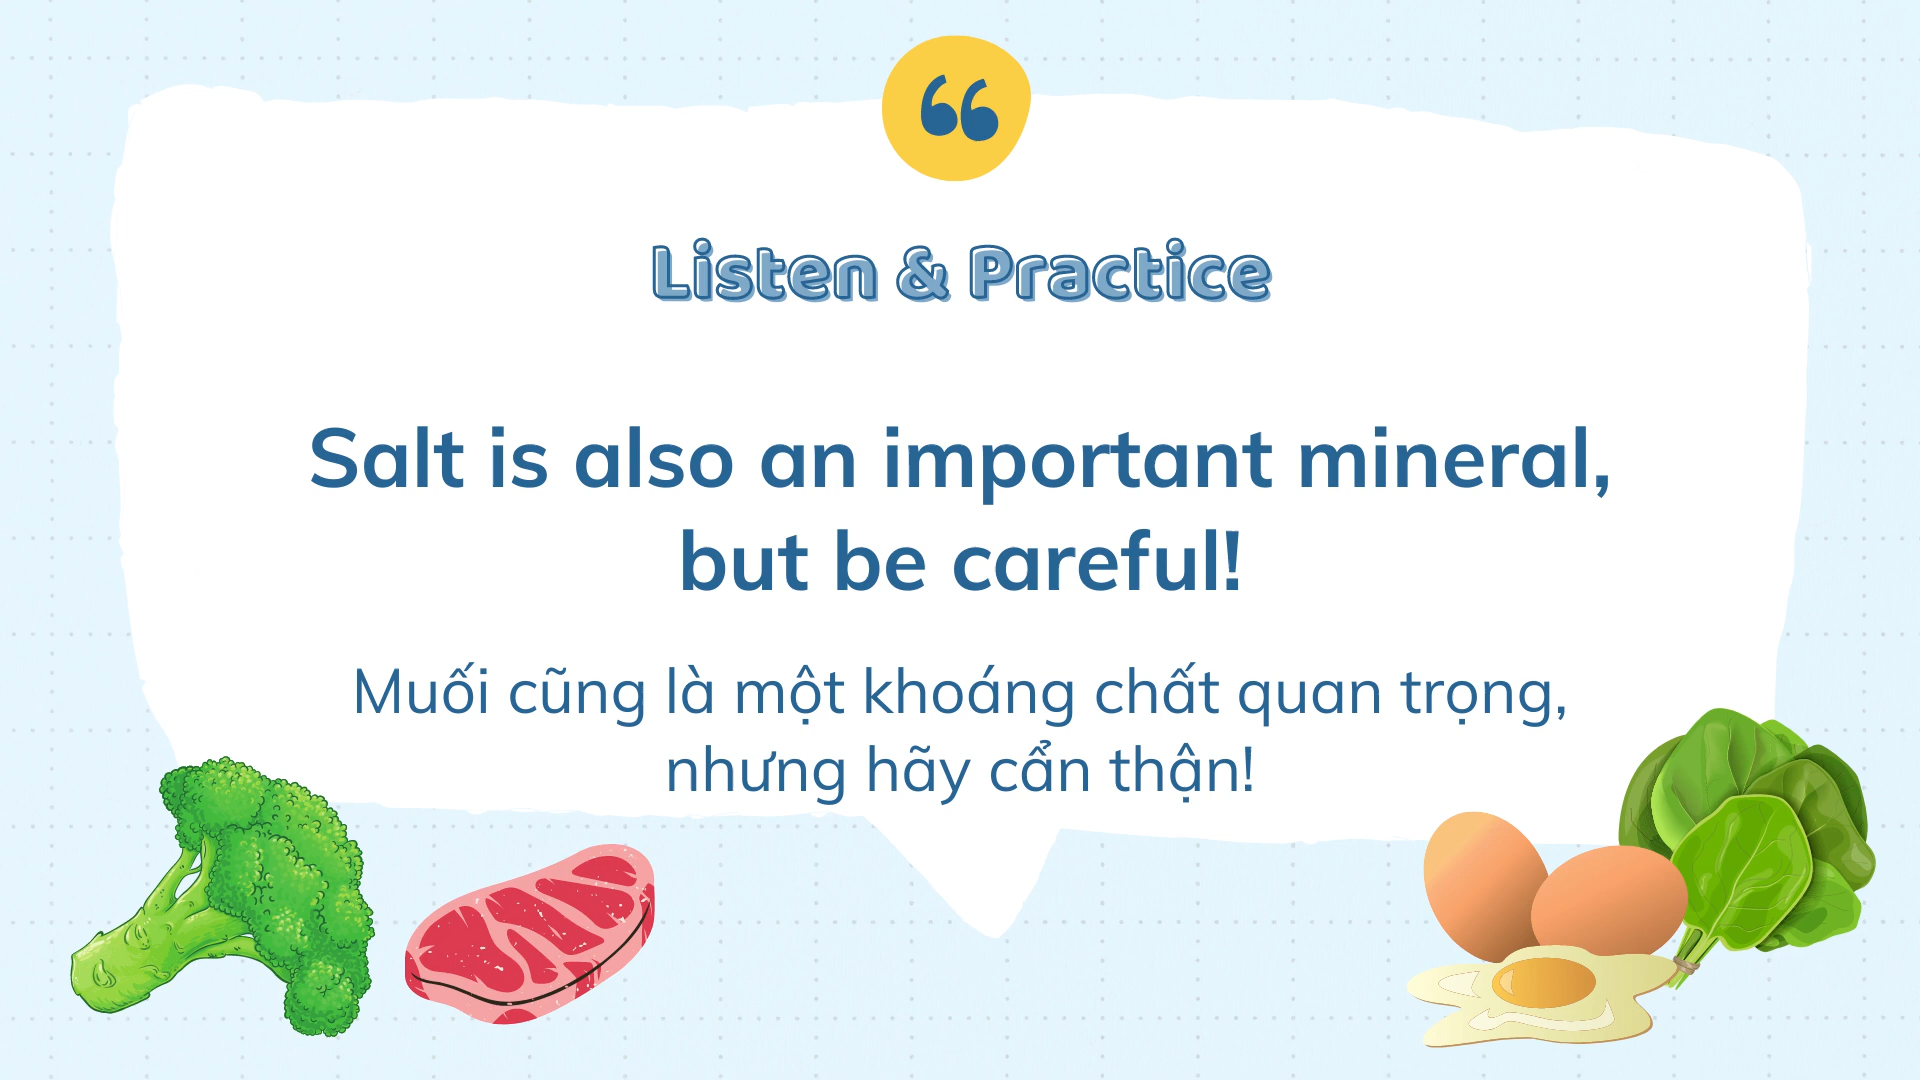 “
Listen & Practice
Salt is also an important mineral,
but be careful!
Muối cũng là một khoáng chất quan trọng,
nhưng hãy cẩn thận!